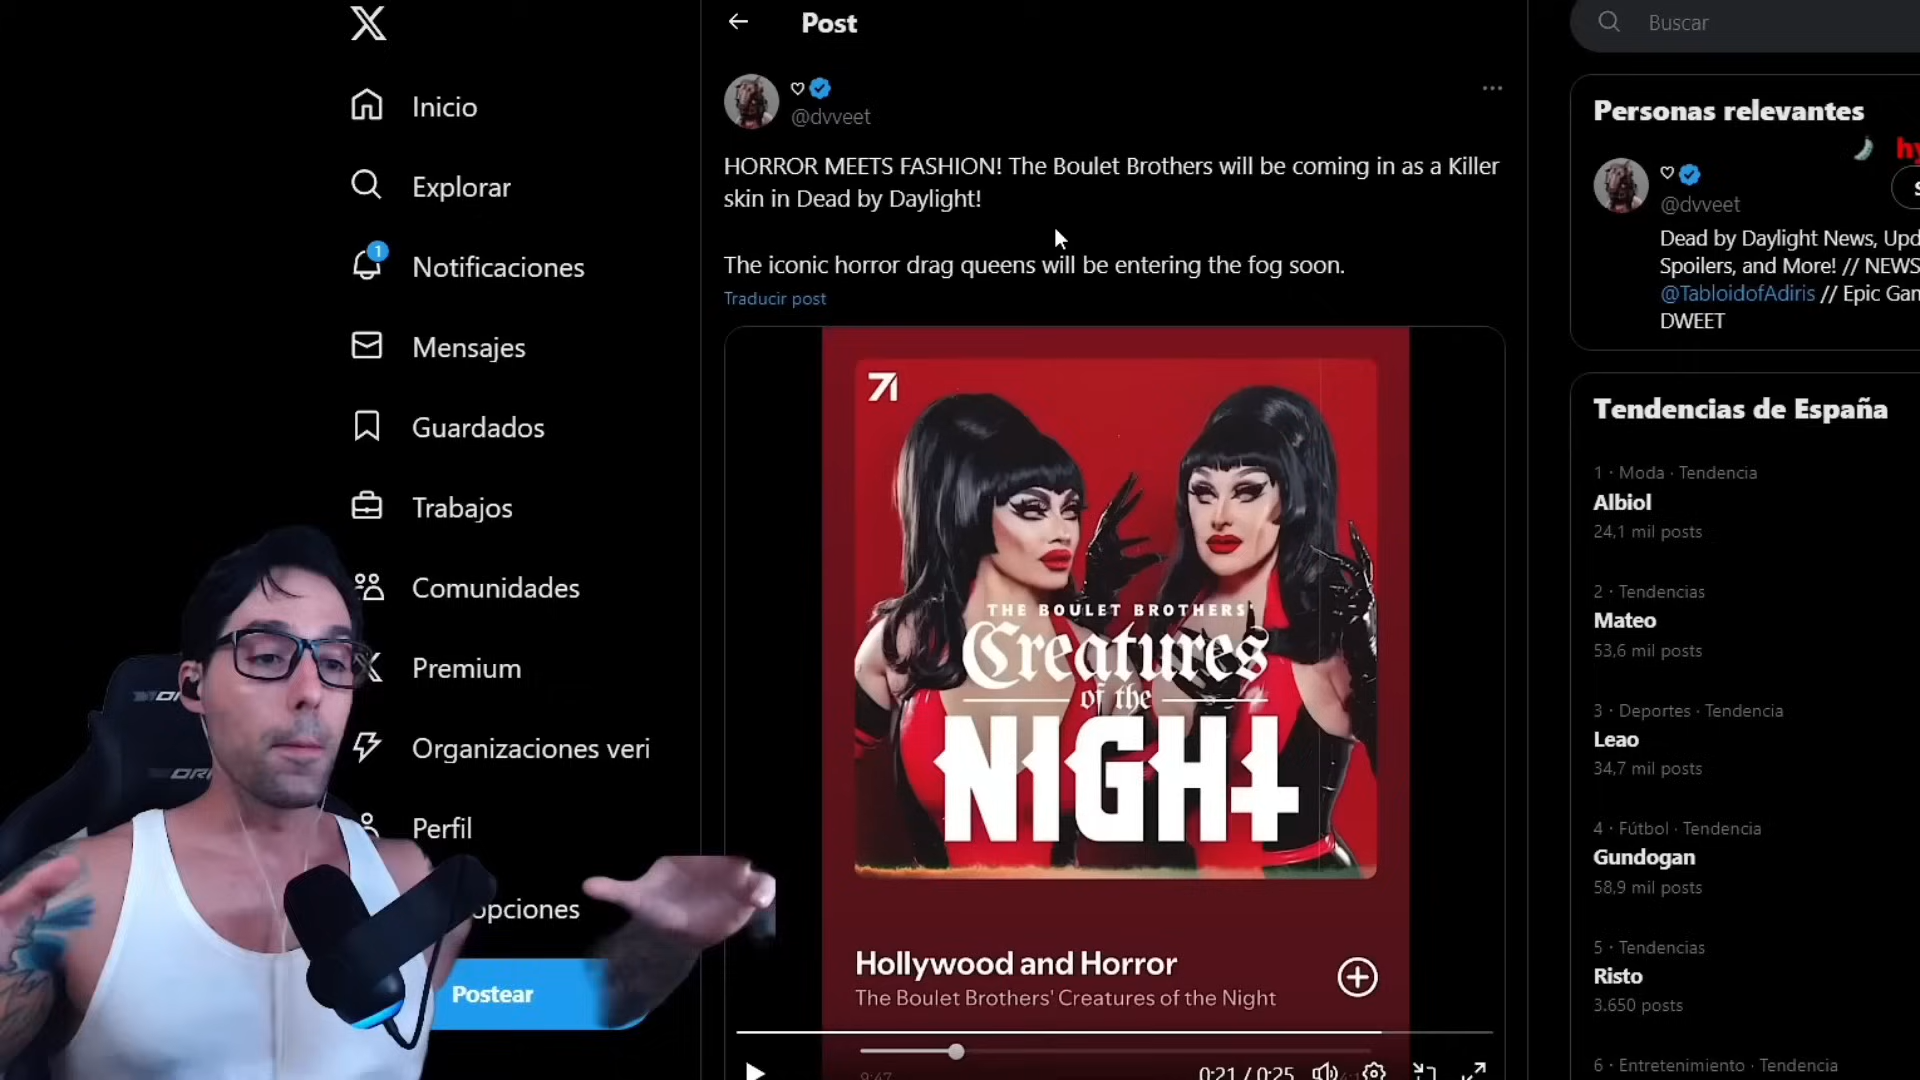 Inicio
Explorar
1
Notificaciones
Mensajes
Guardados
Trabajos
Comunidades
Premium
Organizaciones veri
Perfil
opciones
Postear
Post
@dvveet
HORROR MEETS FASHION! The Boulet Brothers will be coming in as a Killer
skin in Dead by Daylight!
The iconic horror drag queens will be entering the fog soon.
Traducir post
THE BOULET BROTHERS'
Creatures
of the
NIGHT
Hollywood and Horror
The Boulet Brothers' Creatures of the Night
9:47
0:21 / 0:25
Buscar
Personas relevantes
hy
@dvveet
Dead by Daylight News, Upd
Spoilers, and More! // NEWS
@TabloidofAdiris // Epic Gam
DWEET
Tendencias de España
1 · Moda · Tendencia
Albiol
24,1 mil posts
2 · Tendencias
Mateo
53,6 mil posts
3 · Deportes · Tendencia
Leao
34,7 mil posts
4 · Fútbol · Tendencia
Gundogan
58,9 mil posts
5 · Tendencias
Risto
3.650 posts
6 · Entretenimiento · Tendencia